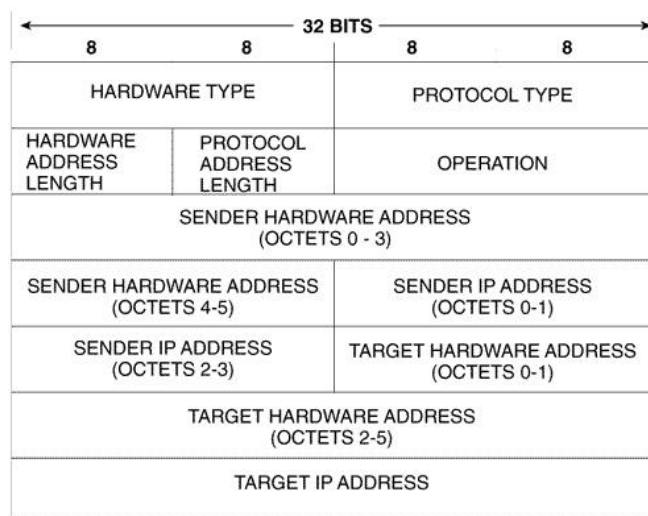 32 BITS
8 8 8 8
HARDWARE TYPE PROTOCOL TYPE
HARDWARE
ADDRESS
LENGTH
PROTOCOL
ADDRESS
LENGTH
OPERATION
SENDER HARDWARE ADDRESS
(OCTETS 0 - 3)
SENDER HARDWARE ADDRESS
(OCTETS 4-5)
SENDER IP ADDRESS
(OCTETS 0-1)
SENDER IP ADDRESS
(OCTETS 2-3)
TARGET HARDWARE ADDRESS
(OCTETS 0-1)
TARGET HARDWARE ADDRESS
(OCTETS 2-5)
TARGET IP ADDRESS